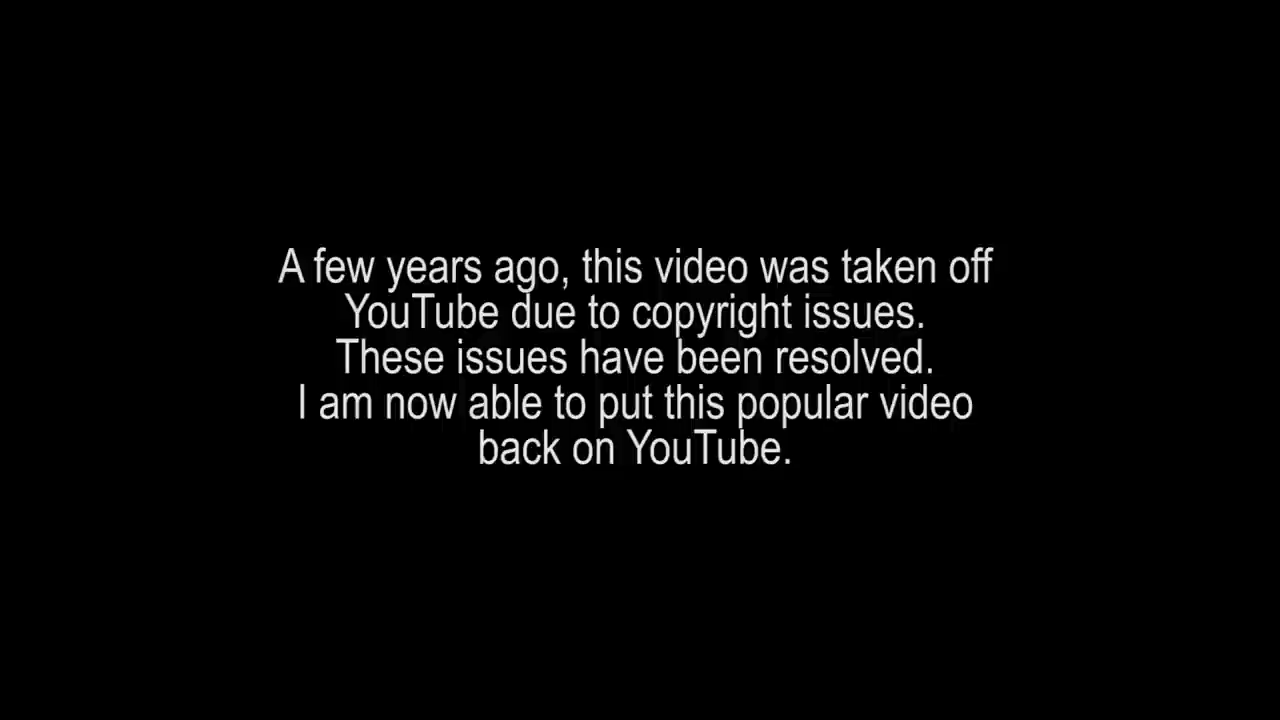 A few years ago, this video was taken off
YouTube due to copyright issues.
These issues have been resolved.
I am now able to put this popular video
back on YouTube.